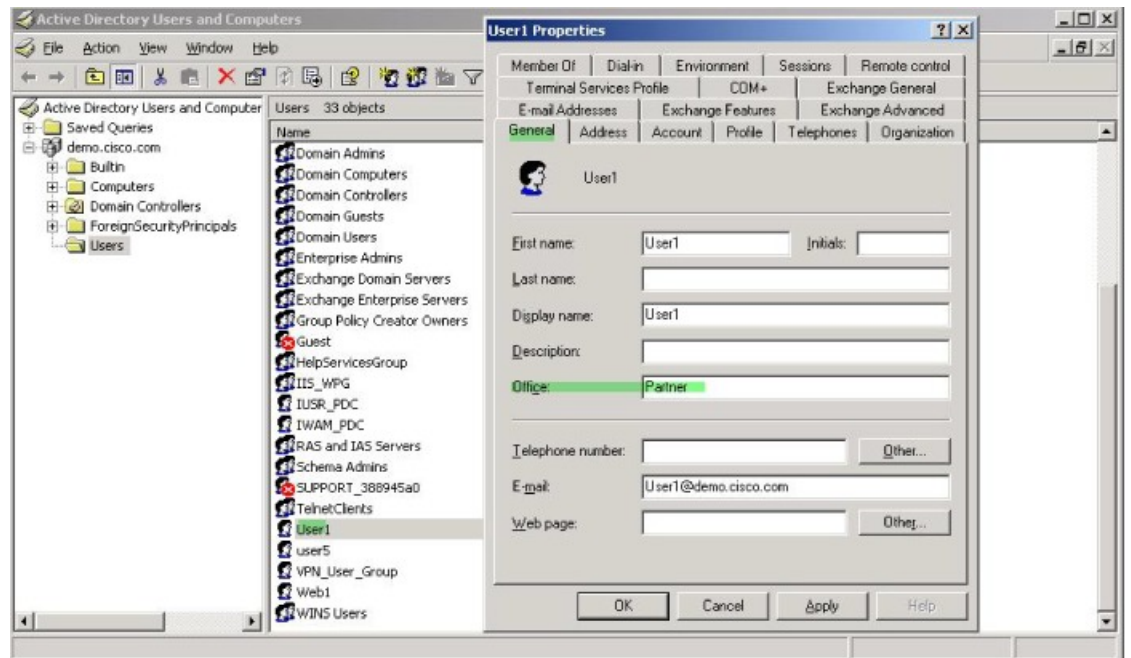 Active Directory Users and Computers
File Action View Window Help
Active Directory Users and Computer
Saved Queries
demo.cisco.com
Builtin
Computers
Domain Controllers
ForeignSecurityPrincipals
Users
Users 33 objects
Name
Domain Admins
Domain Computers
Domain Controllers
Domain Guests
Domain Users
Enterprise Admins
Exchange Domain Servers
Exchange Enterprise Servers
Group Policy Creator Owners
Guest
HelpServicesGroup
IIS_WPG
IUSR_PDC
IWAM_PDC
RAS and IAS Servers
Schema Admins
SUPPORT_388945a0
TelnetClients
User1
user5
VPN_User_Group
Web1
WINS Users
User1 Properties
Member Of Dial-in Environment Sessions Remote control
Terminal Services Profile COM+ Exchange General
E-mail Addresses Exchange Features Exchange Advanced
General Address Account Profile Telephones Organization
User1
First name: User1 Initials:
Last name:
Display name: User1
Description:
Office: Partner
Telephone number: Other...
E-mail: User1@demo.cisco.com
Web page: Other...
OK Cancel Apply Help